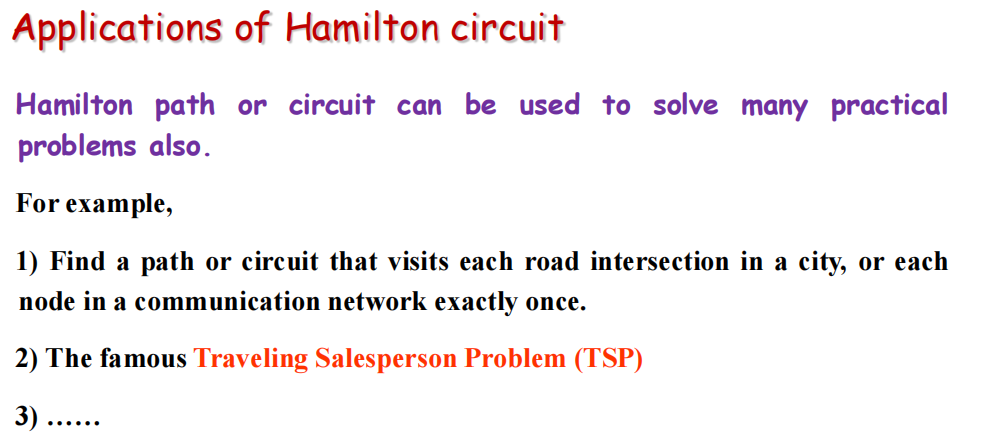 Applications of Hamilton circuit
Hamilton path or circuit can be used to solve many practical
problems also.
For example,
1) Find a path or circuit that visits each road intersection in a city, or each
node in a communication network exactly once.
2) The famous Traveling Salesperson Problem (TSP)
3) ......